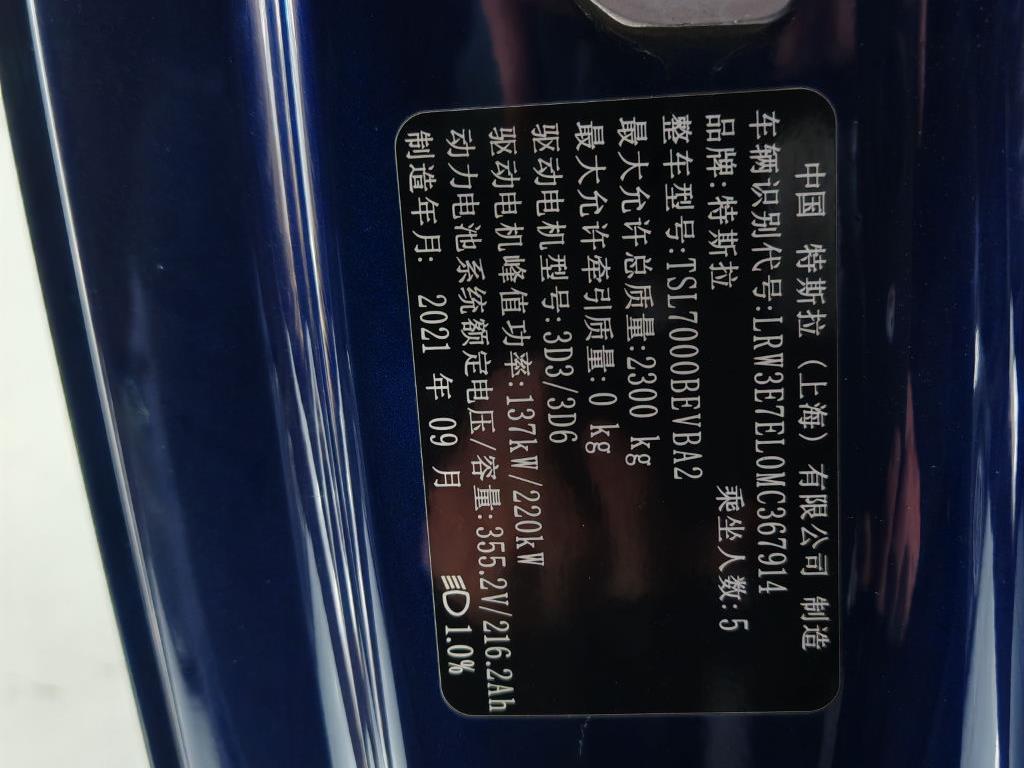 中国 特斯拉（上海）有限公司 制造
车辆识别代号:LRW3E7EL0MC367914
品牌:特斯拉 乘坐人数:5
整车型号:TSL7000BEVBA2
最大允许总质量:2300 kg
最大允许牵引质量:0 kg
驱动电机型号:3D3/3D6
驱动电机峰值功率:137kW/220kW
动力电池系统额定电压/容量:355.2V/216.2Ah
制造年月: 2021 年 09 月 1.0%